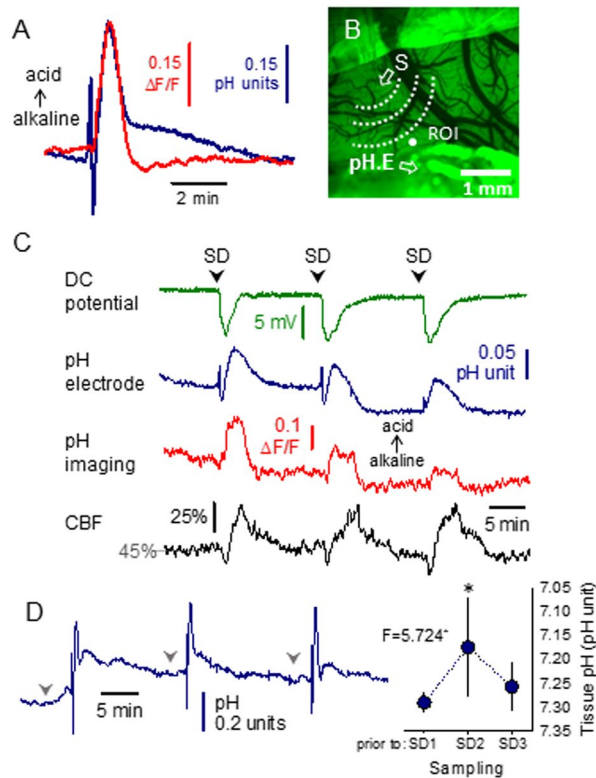 A
acid
alkaline
0.15
ΔF/F
0.15
pH units
2 min
B
S
ROI
pH.E
1 mm
C
SD SD SD
DC
potential
5 mV
pH
electrode
0.05
pH unit
pH
imaging
0.1
ΔF/F
acid
alkaline
CBF
25%
45%
5 min
D
5 min
pH
0.2 units
F=5.724*
*
7.05
7.10
7.15
7.20
7.25
7.30
7.35
Tissue pH (pH unit)
prior to: SD1 SD2 SD3
Sampling